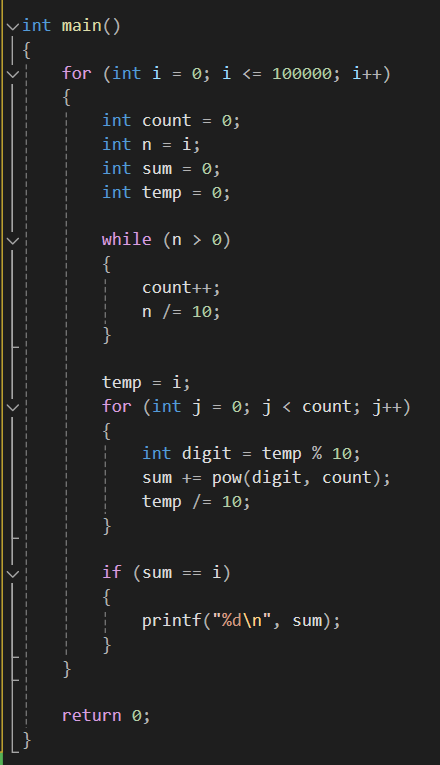 int main()
{
    for (int i = 0; i <= 100000; i++)
    {
        int count = 0;
        int n = i;
        int sum = 0;
        int temp = 0;

        while (n > 0)
        {
            count++;
            n /= 10;
        }

        temp = i;
        for (int j = 0; j < count; j++)
        {
            int digit = temp % 10;
            sum += pow(digit, count);
            temp /= 10;
        }

        if (sum == i)
        {
            printf("%d\n", sum);
        }
    }

    return 0;
}